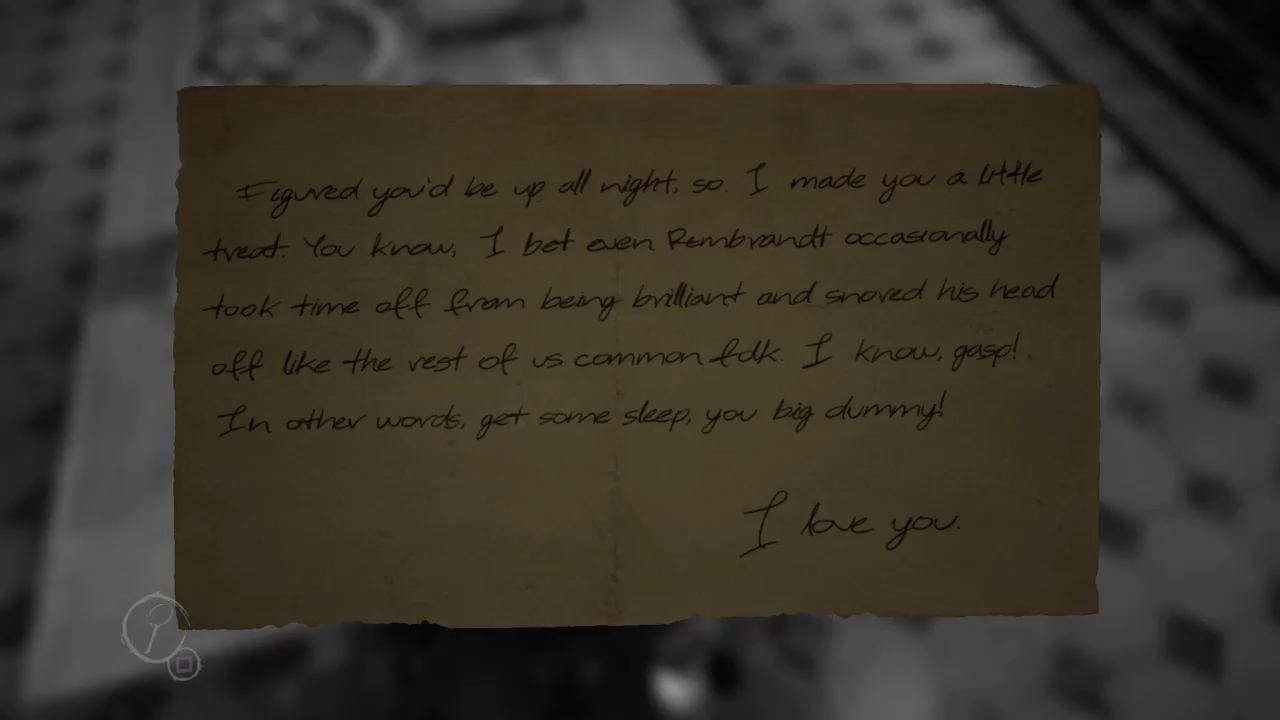 Figured you'd be up all night, so. I made you a little
treat. You know, I bet even Rembrandt occasionally
took time off from being brilliant and snored his head
off like the rest of us common folk. I know, gasp!
In other words, get some sleep, you big dummy!
I love you.